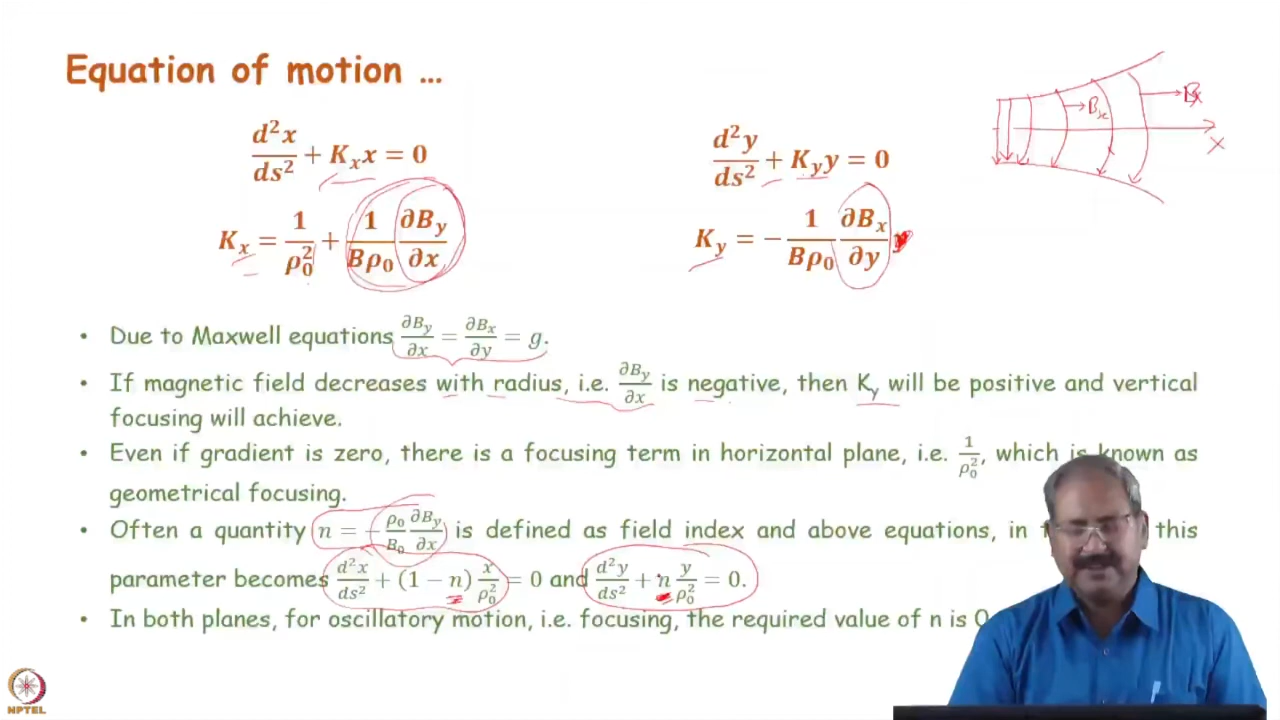 Equation of motion ...
d²x/ds² + Kₓx = 0
d²y/ds² + K_y y = 0
Kₓ = 1/ρ₀² + 1/Bρ₀ ∂B_y/∂x
K_y = − 1/Bρ₀ ∂Bₓ/∂y
Bₓ
X
• Due to Maxwell equations ∂B_y/∂x = ∂Bₓ/∂y = g.
• If magnetic field decreases with radius, i.e. ∂B_y/∂x is negative, then K_y will be positive and vertical
focusing will achieve.
• Even if gradient is zero, there is a focusing term in horizontal plane, i.e. 1/ρ₀², which is known as
geometrical focusing.
• Often a quantity n = − ρ₀/B₀ ∂B_y/∂x is defined as field index and above equations, in this
parameter becomes d²x/ds² + (1 − n) x/ρ₀² = 0 and d²y/ds² + n y/ρ₀² = 0.
• In both planes, for oscillatory motion, i.e. focusing, the required value of n is 0
NPTEL